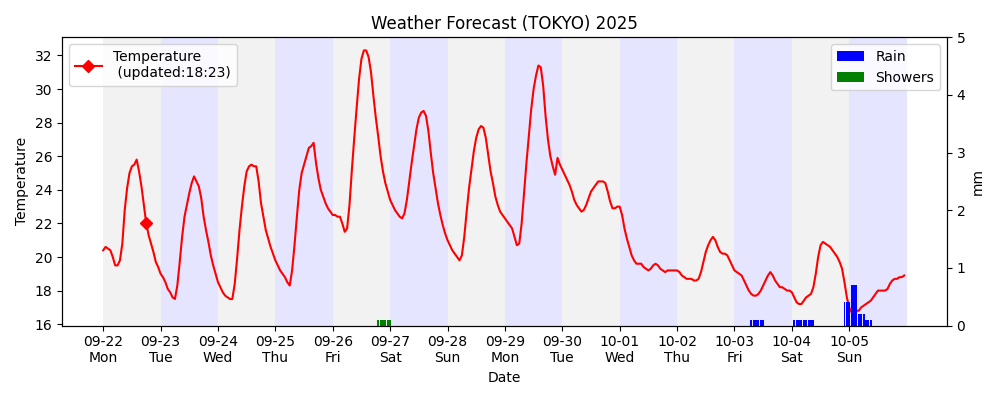 Weather Forecast (TOKYO) 2025
Temperature
(updated:18:23)
Rain
Showers
Temperature
32
30
28
26
24
22
20
18
16
5
4
3
2
1
0
mm
09-22 09-23 09-24 09-25 09-26 09-27 09-28 09-29 09-30 10-01 10-02 10-03 10-04 10-05
Mon Tue Wed Thu Fri Sat Sun Mon Tue Wed Thu Fri Sat Sun
Date